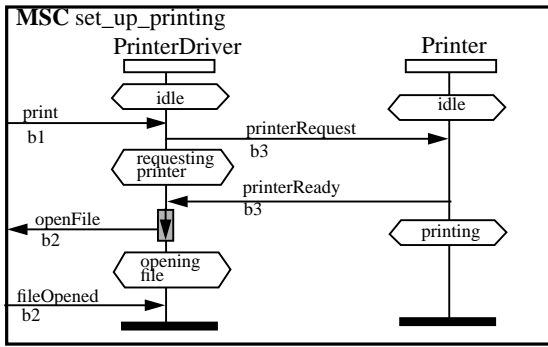 MSC set_up_printing
PrinterDriver
Printer
idle
idle
print
b1
printerRequest
b3
requesting
printer
printerReady
b3
openFile
b2
printing
opening
file
fileOpened
b2